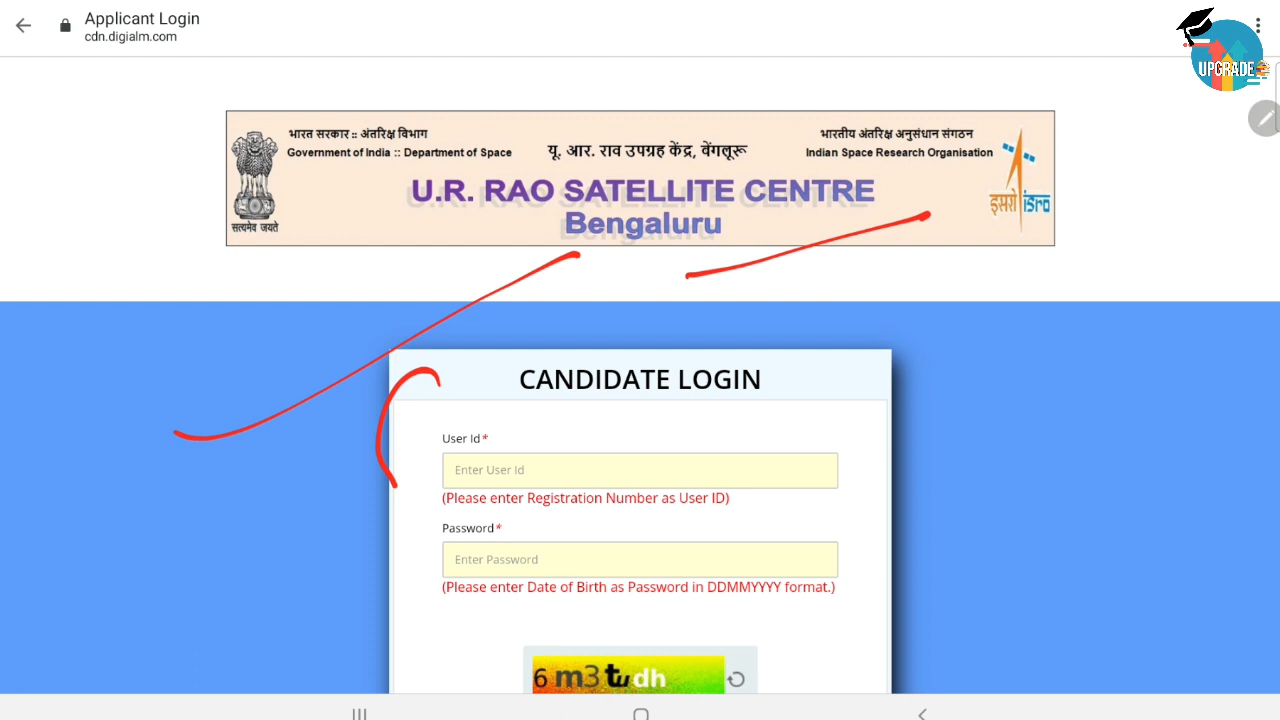 Applicant Login
cdn.digialm.com
UPGRADE
भारत सरकार :: अंतरिक्ष विभाग
Government of India :: Department of Space
यू. आर. राव उपग्रह केंद्र, बेंगलूरू
भारतीय अंतरिक्ष अनुसंधान संगठन
Indian Space Research Organisation
U.R. RAO SATELLITE CENTRE
Bengaluru
सत्यमेव जयते
इसरो isro
CANDIDATE LOGIN
User Id*
Enter User Id
(Please enter Registration Number as User ID)
Password*
Enter Password
(Please enter Date of Birth as Password in DDMMYYYY format.)
6m3tudh